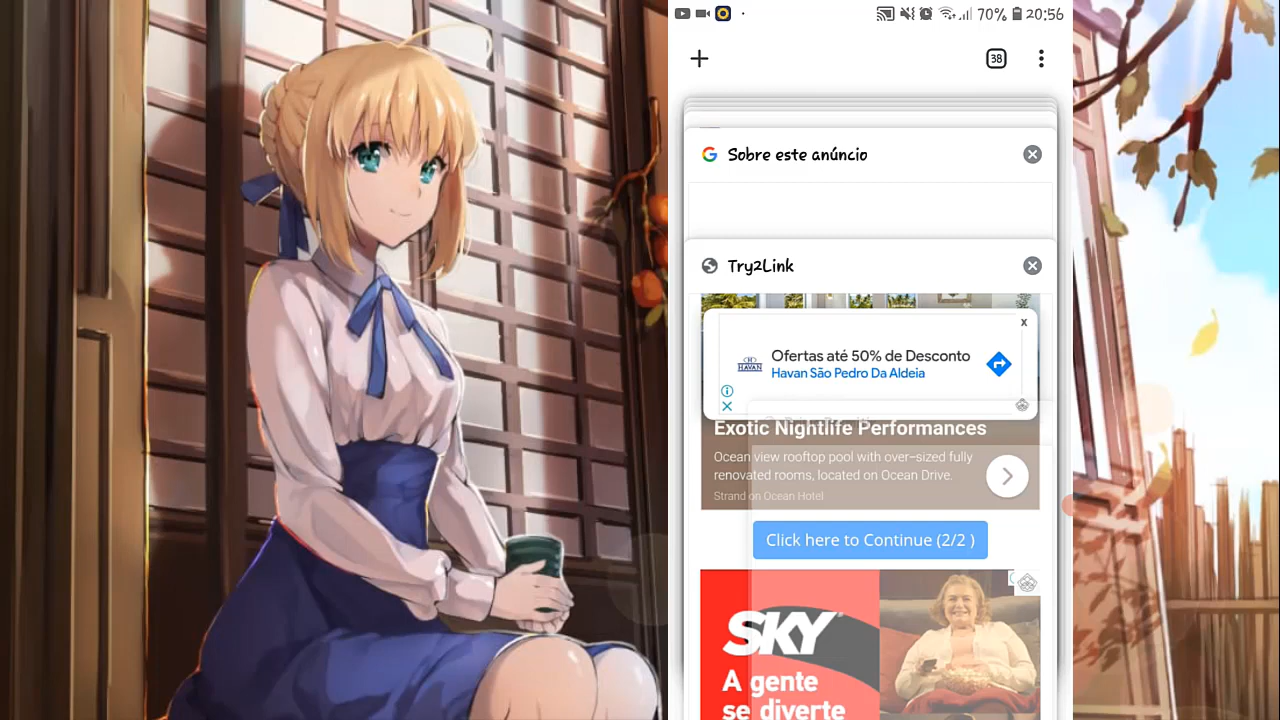 70% 20:56
38
Sobre este anúncio
Try2Link
x
Ofertas até 50% de Desconto
HAVAN
Havan São Pedro Da Aldeia
Exotic Nightlife Performances
Ocean view rooftop pool with over-sized fully
renovated rooms, located on Ocean Drive.
Strand on Ocean Hotel
Click here to Continue (2/2 )
SKY
A gente
se diverte